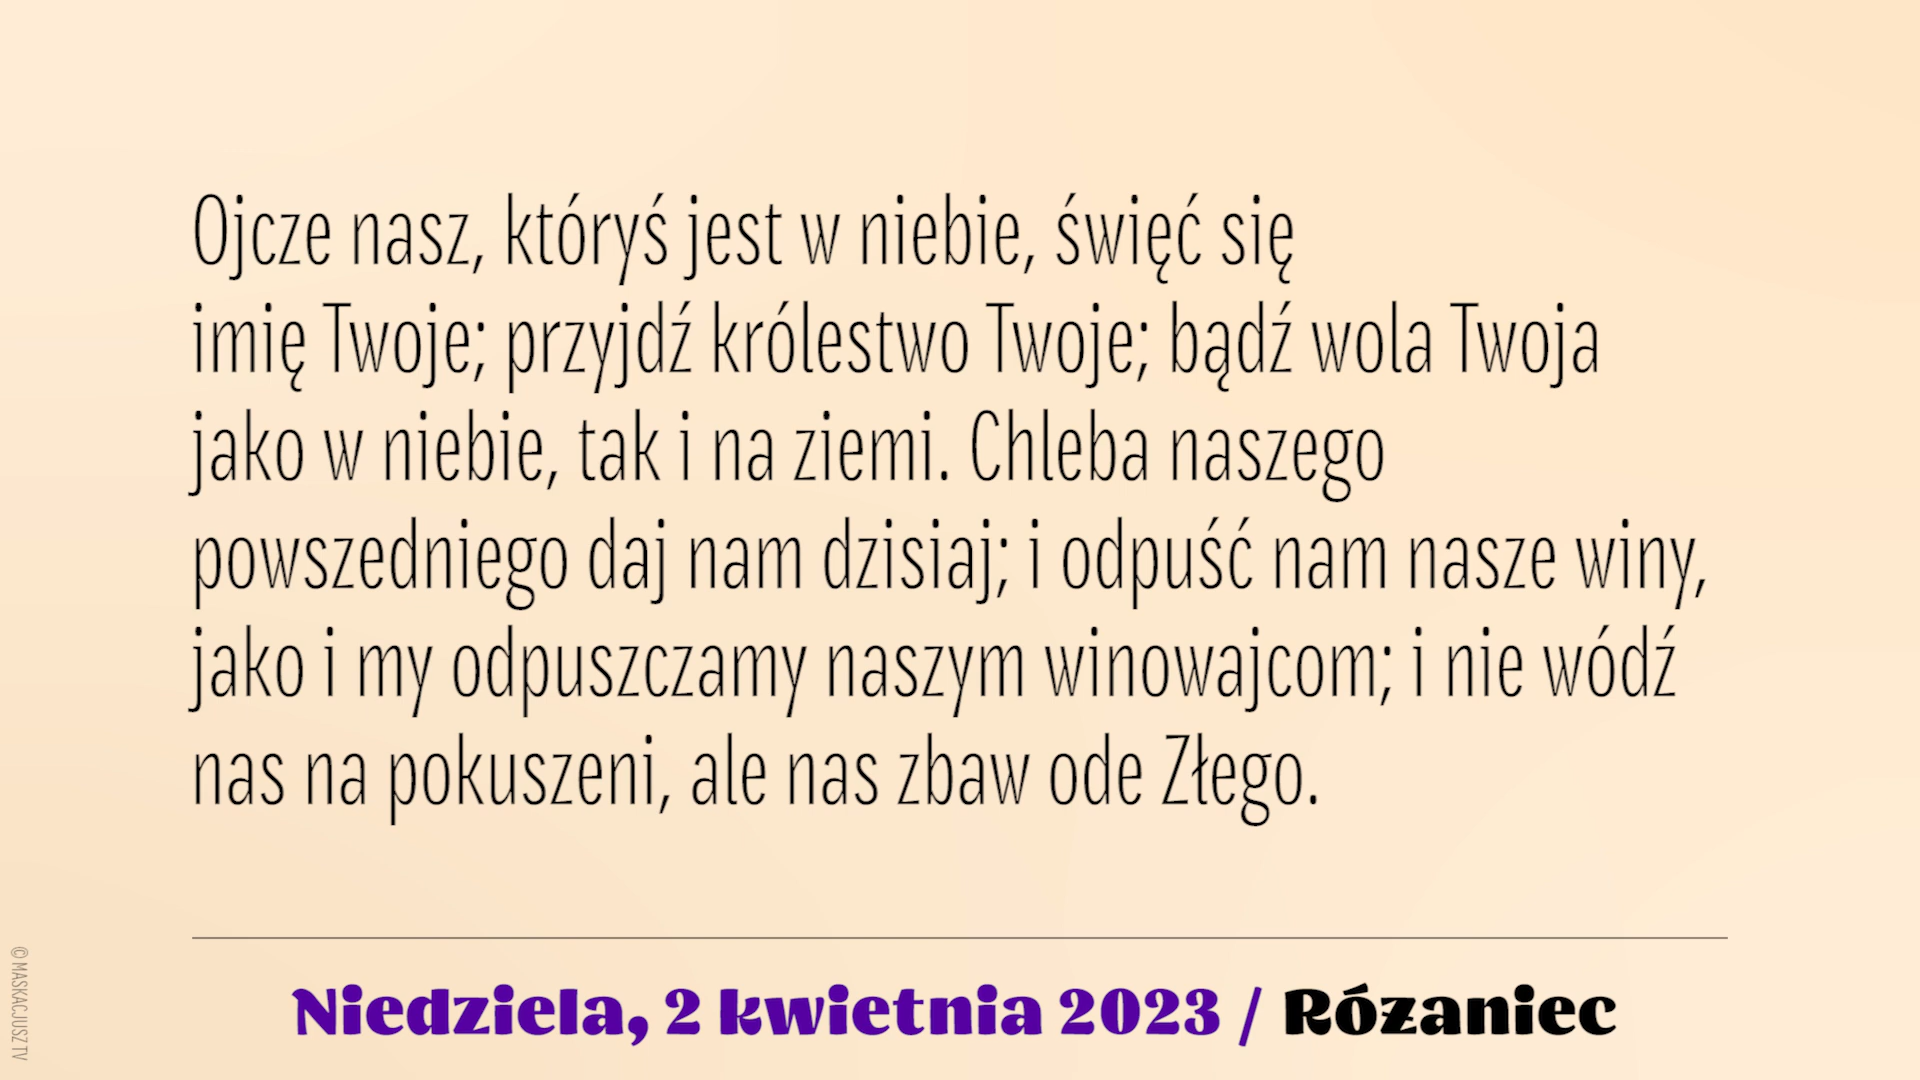 Ojcze nasz, któryś jest w niebie, święć się
imię Twoje; przyjdź królestwo Twoje; bądź wola Twoja
jako w niebie, tak i na ziemi. Chleba naszego
powszedniego daj nam dzisiaj; i odpuść nam nasze winy,
jako i my odpuszczamy naszym winowajcom; i nie wódź
nas na pokuszeni, ale nas zbaw ode Złego.
Niedziela, 2 kwietnia 2023 / Różaniec
© MASKACJUSZ TV